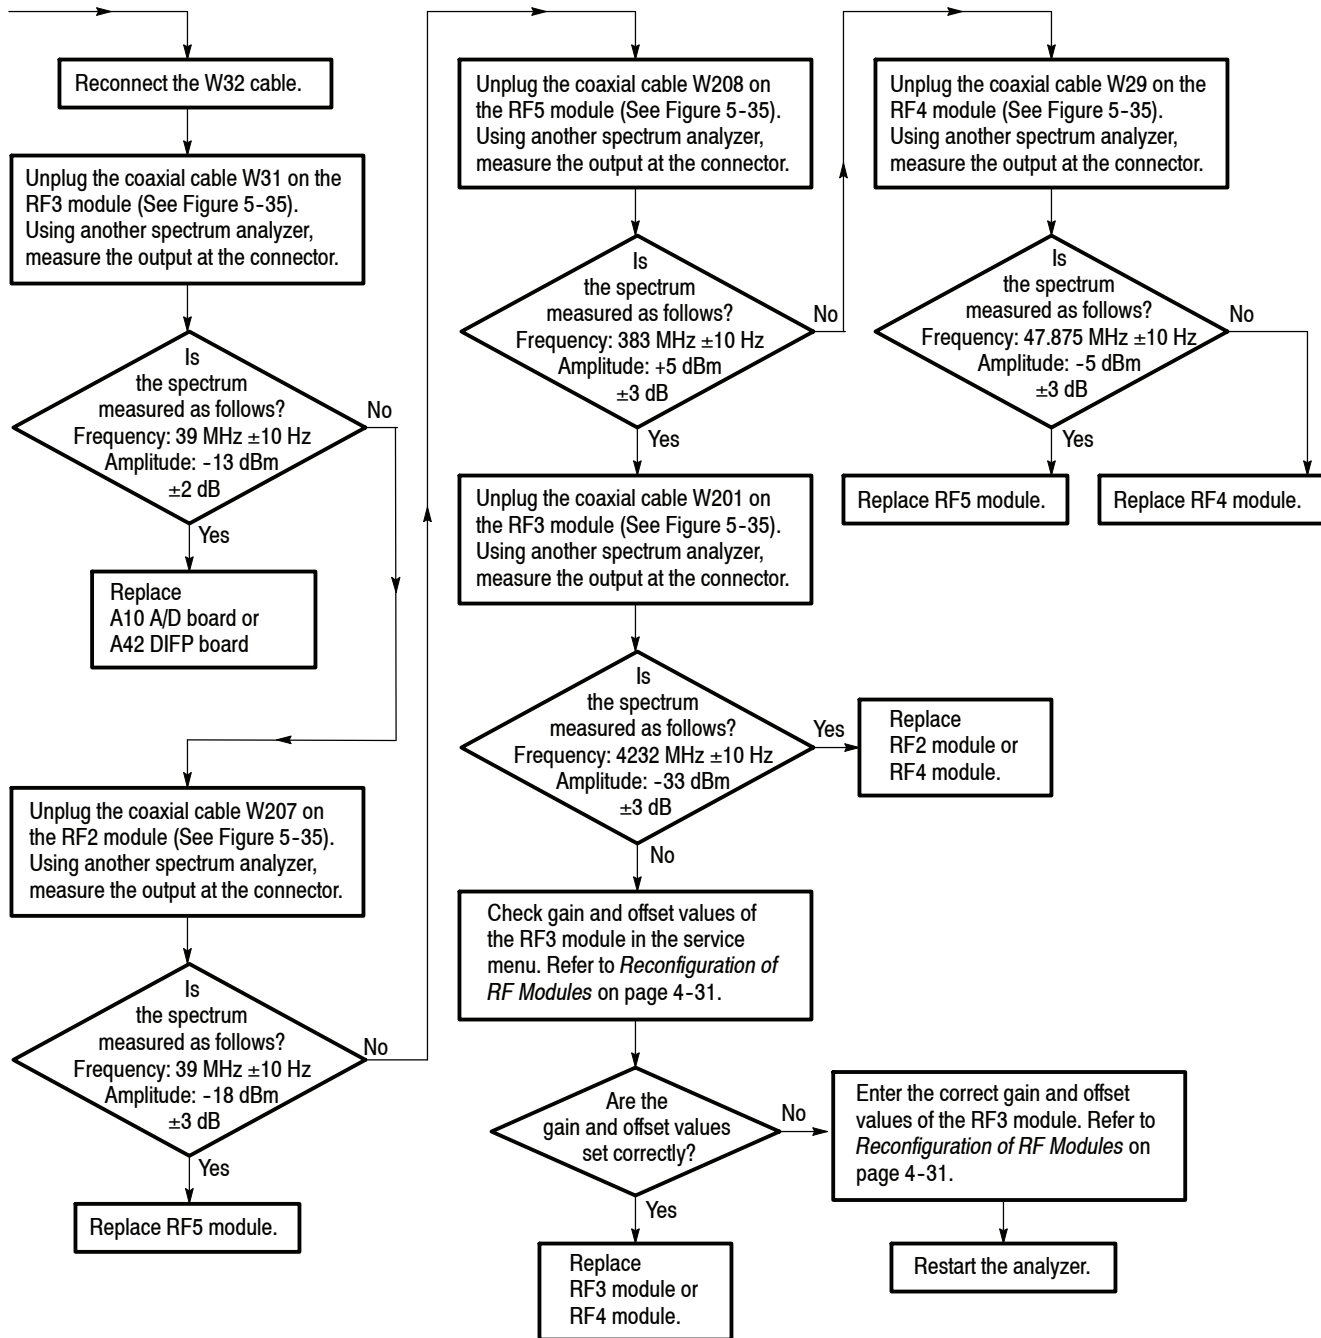 Reconnect the W32 cable.
Unplug the coaxial cable W31 on the
RF3 module (See Figure 5-35).
Using another spectrum analyzer,
measure the output at the connector.
Is
the spectrum
measured as follows?
Frequency: 39 MHz ±10 Hz
Amplitude: -13 dBm
±2 dB
No
Yes
Replace
A10 A/D board or
A42 DIFP board
Unplug the coaxial cable W207 on
the RF2 module (See Figure 5-35).
Using another spectrum analyzer,
measure the output at the connector.
Is
the spectrum
measured as follows?
Frequency: 39 MHz ±10 Hz
Amplitude: -18 dBm
±3 dB
No
Yes
Replace RF5 module.
Unplug the coaxial cable W208 on
the RF5 module (See Figure 5-35).
Using another spectrum analyzer,
measure the output at the connector.
Is
the spectrum
measured as follows?
Frequency: 383 MHz ±10 Hz
Amplitude: +5 dBm
±3 dB
No
Yes
Unplug the coaxial cable W201 on
the RF3 module (See Figure 5-35).
Using another spectrum analyzer,
measure the output at the connector.
Is
the spectrum
measured as follows?
Frequency: 4232 MHz ±10 Hz
Amplitude: -33 dBm
±3 dB
Yes
Replace
RF2 module or
RF4 module.
No
Check gain and offset values of
the RF3 module in the service
menu. Refer to Reconfiguration of
RF Modules on page 4-31.
Are the
gain and offset values
set correctly?
No
Enter the correct gain and offset
values of the RF3 module. Refer to
Reconfiguration of RF Modules on
page 4-31.
Restart the analyzer.
Yes
Replace
RF3 module or
RF4 module.
Unplug the coaxial cable W29 on the
RF4 module (See Figure 5-35).
Using another spectrum analyzer,
measure the output at the connector.
Is
the spectrum
measured as follows?
Frequency: 47.875 MHz ±10 Hz
Amplitude: -5 dBm
±3 dB
No
Yes
Replace RF5 module.
Replace RF4 module.